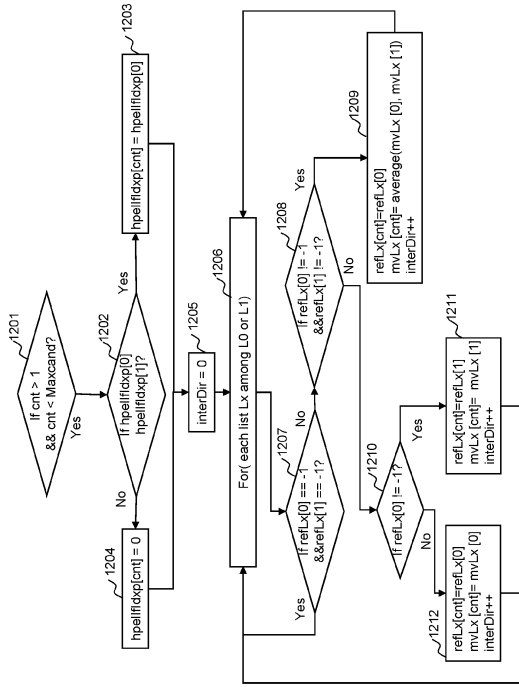 1201
If cnt > 1
&& cnt < Maxcand?
Yes
1202
If hpelIfIdxp[0]
hpelIfIdxp[1]?
Yes
No
1203
hpelIfIdxp[cnt] = hpelIfIdxp[0]
1204
hpelIfIdxp[cnt] = 0
1205
interDir = 0
1206
For( each list Lx among L0 or L1)
1207
If refLx[0] == -1
&&refLx[1] == -1?
Yes
No
1208
If refLx[0] != -1
&&refLx[1] != -1?
Yes
No
1209
refLx[cnt]=refLx[0]
mvLx [cnt]= average(mvLx [0], mvLx [1])
interDir++
1210
If refLx[0] != -1?
Yes
No
1211
refLx[cnt]=refLx[1]
mvLx [cnt]= mvLx [1]
interDir++
1212
refLx[cnt]=refLx[0]
mvLx [cnt]= mvLx [0]
interDir++